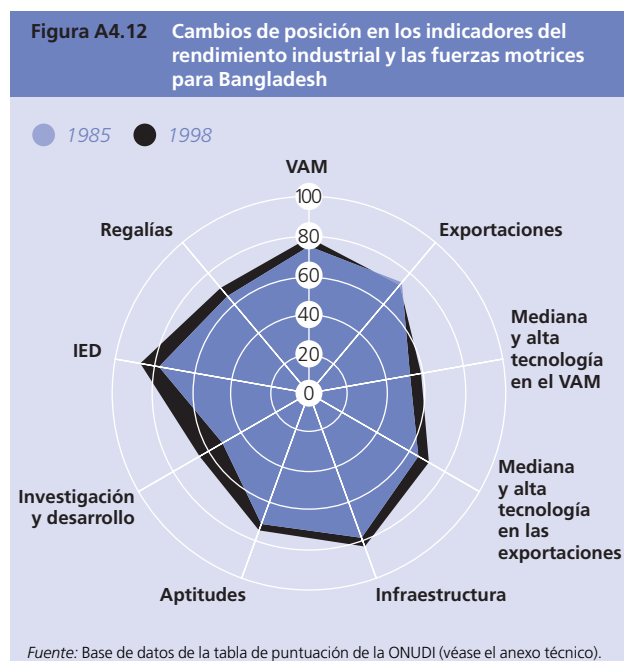 Figura A4.12 Cambios de posición en los indicadores del
rendimiento industrial y las fuerzas motrices
para Bangladesh
1985 1998
VAM
100
80
60
40
20
0
Regalías
Exportaciones
IED
Mediana
y alta
tecnología
en el VAM
Investigación
y desarrollo
Mediana
y alta
tecnología
en las
exportaciones
Aptitudes
Infraestructura
Fuente: Base de datos de la tabla de puntuación de la ONUDI (véase el anexo técnico).